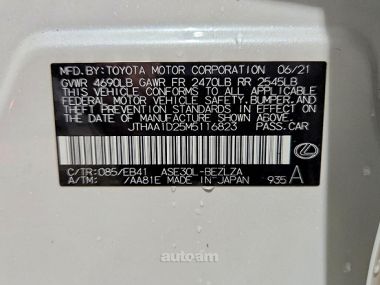 MFD.BY:TOYOTA MOTOR CORPORATION 06/21
GVWR 4690LB GAWR FR 2470LB RR 2545LB
THIS VEHICLE CONFORMS TO ALL APPLICABLE
FEDERAL MOTOR VEHICLE SAFETY,BUMPER,AND
THEFT PREVENTION STANDARDS IN EFFECT ON
THE DATE OF MANUFACTURE SHOWN ABOVE.
JTHAA1D25M5116823 PASS.CAR
C/TR:085/EB41 ASE30L-BEZLZA
A/TM: -/AA81E MADE IN JAPAN 935 A
autoam